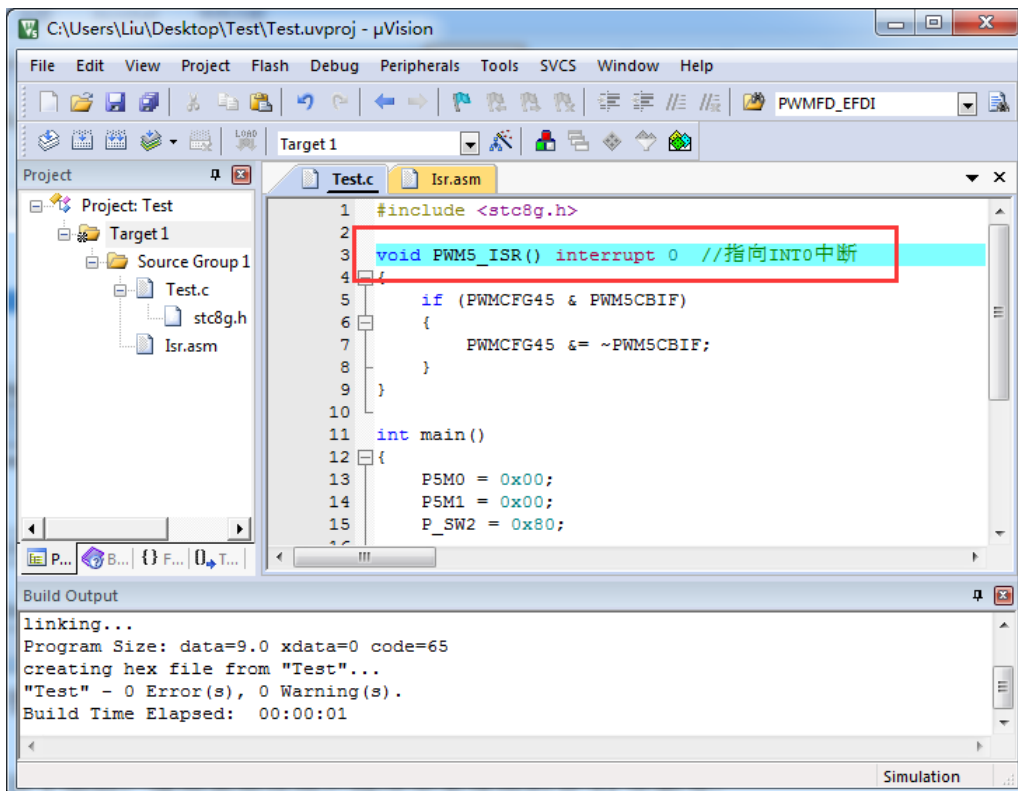 C:\Users\Liu\Desktop\Test\Test.uvproj - µVision
File Edit View Project Flash Debug Peripherals Tools SVCS Window Help
PWMFD_EFDI
LOAD Target 1
Project
Test.c Isr.asm
Project: Test
Target 1
Source Group 1
Test.c
stc8g.h
Isr.asm
1 #include <stc8g.h>
2
3 void PWM5_ISR() interrupt 0 //指向INT0中断
4 {
5 if (PWMCFG45 & PWM5CBIF)
6 {
7 PWMCFG45 &= ~PWM5CBIF;
8 }
9 }
10
11 int main()
12 {
13 P5M0 = 0x00;
14 P5M1 = 0x00;
15 P_SW2 = 0x80;
P... B... {} F... T...
Build Output
linking...
Program Size: data=9.0 xdata=0 code=65
creating hex file from "Test"...
"Test" - 0 Error(s), 0 Warning(s).
Build Time Elapsed: 00:00:01
Simulation